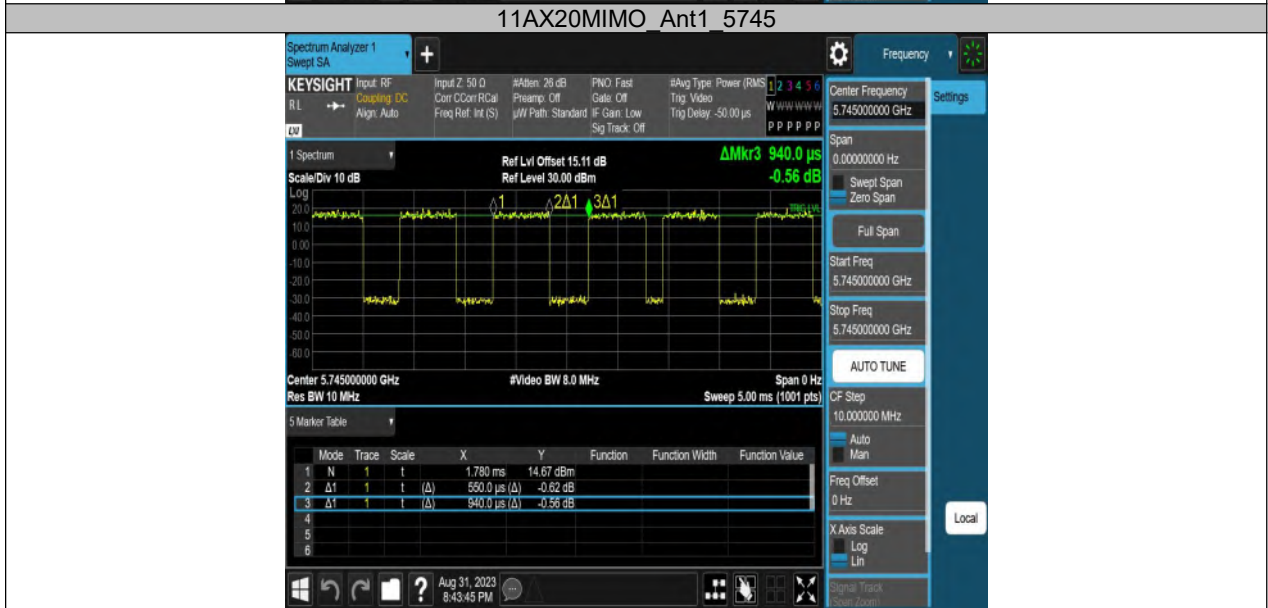 11AX20MIMO_Ant1_5745
Spectrum Analyzer 1
Swept SA
+
Frequency
KEYSIGHT
RL
LXI
Input: RF
Coupling: DC
Align: Auto
Input Z: 50 Ω
Corr CCorr RCal
Freq Ref: Int (S)
#Atten: 26 dB
Preamp: Off
µW Path: Standard
PNO: Fast
Gate: Off
IF Gain: Low
Sig Track: Off
#Avg Type: Power (RMS
Trig: Video
Trig Delay: -50.00 µs
1 2 3 4 5 6
W W W W W W
P P P P P P
1 Spectrum
Scale/Div 10 dB
Ref Lvl Offset 15.11 dB
Ref Level 30.00 dBm
ΔMkr3 940.0 µs
-0.56 dB
Log
20.0
10.0
0.00
-10.0
-20.0
-30.0
-40.0
-50.0
-60.0
1
2Δ1
3Δ1
TRIG LVL
Center 5.745000000 GHz
Res BW 10 MHz
#Video BW 8.0 MHz
Span 0 Hz
Sweep 5.00 ms (1001 pts)
5 Marker Table
Mode Trace Scale X Y Function Function Width Function Value
1 N 1 t 1.780 ms 14.67 dBm
2 Δ1 1 t (Δ) 550.0 µs (Δ) -0.62 dB
3 Δ1 1 t (Δ) 940.0 µs (Δ) -0.56 dB
4
5
6
Aug 31, 2023
8:43:45 PM
Center Frequency
5.745000000 GHz
Settings
Span
0.00000000 Hz
Swept Span
Zero Span
Full Span
Start Freq
5.745000000 GHz
Stop Freq
5.745000000 GHz
AUTO TUNE
CF Step
10.000000 MHz
Auto
Man
Freq Offset
0 Hz
X Axis Scale
Log
Lin
Local
Signal Track
(Span Zoom)